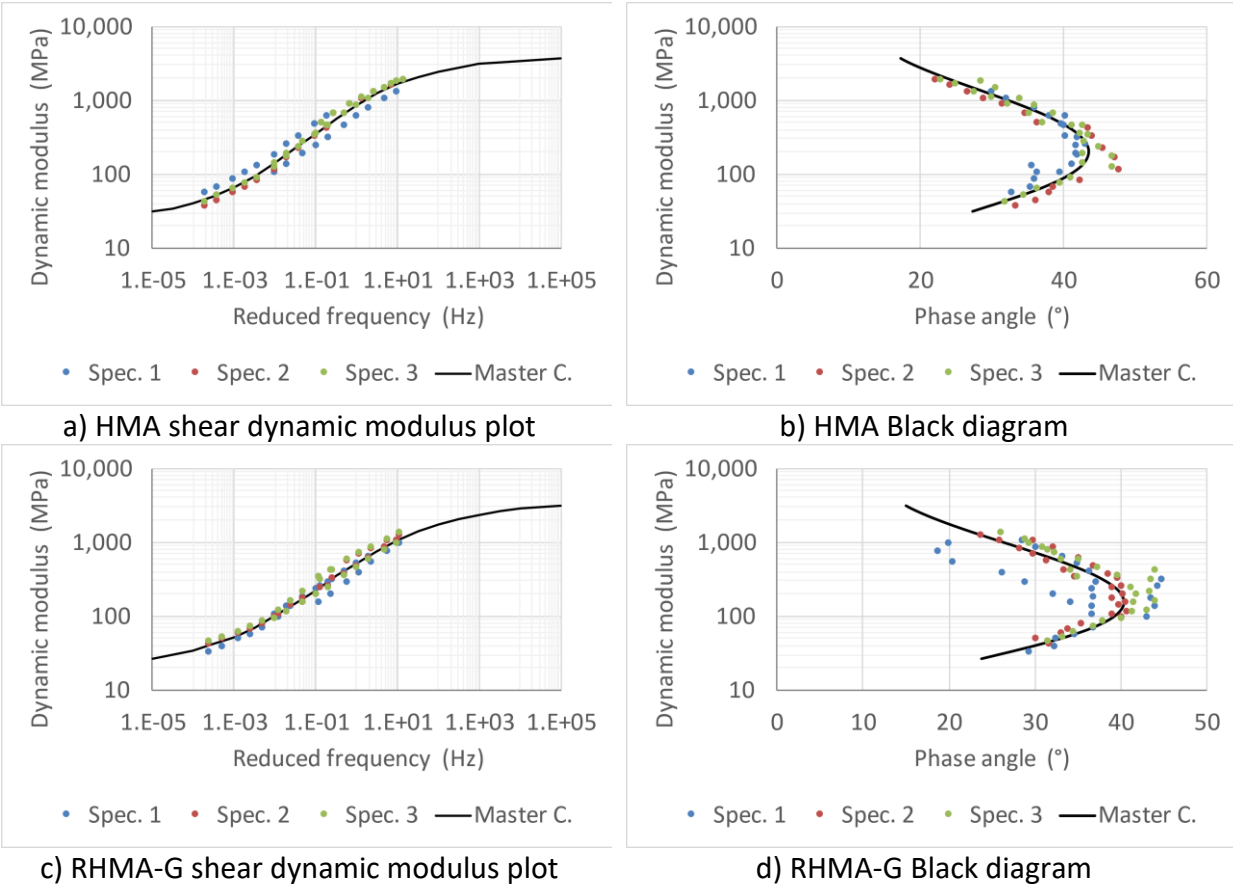 10,000
1,000
100
10
Dynamic modulus (MPa)
1.E-05 1.E-03 1.E-01 1.E+01 1.E+03 1.E+05
Reduced frequency (Hz)
Spec. 1 Spec. 2 Spec. 3 Master C.
a) HMA shear dynamic modulus plot
10,000
1,000
100
10
Dynamic modulus (MPa)
0 20 40 60
Phase angle (°)
Spec. 1 Spec. 2 Spec. 3 Master C.
b) HMA Black diagram
10,000
1,000
100
10
Dynamic modulus (MPa)
1.E-05 1.E-03 1.E-01 1.E+01 1.E+03 1.E+05
Reduced frequency (Hz)
Spec. 1 Spec. 2 Spec. 3 Master C.
c) RHMA-G shear dynamic modulus plot
10,000
1,000
100
10
Dynamic modulus (MPa)
0 10 20 30 40 50
Phase angle (°)
Spec. 1 Spec. 2 Spec. 3 Master C.
d) RHMA-G Black diagram